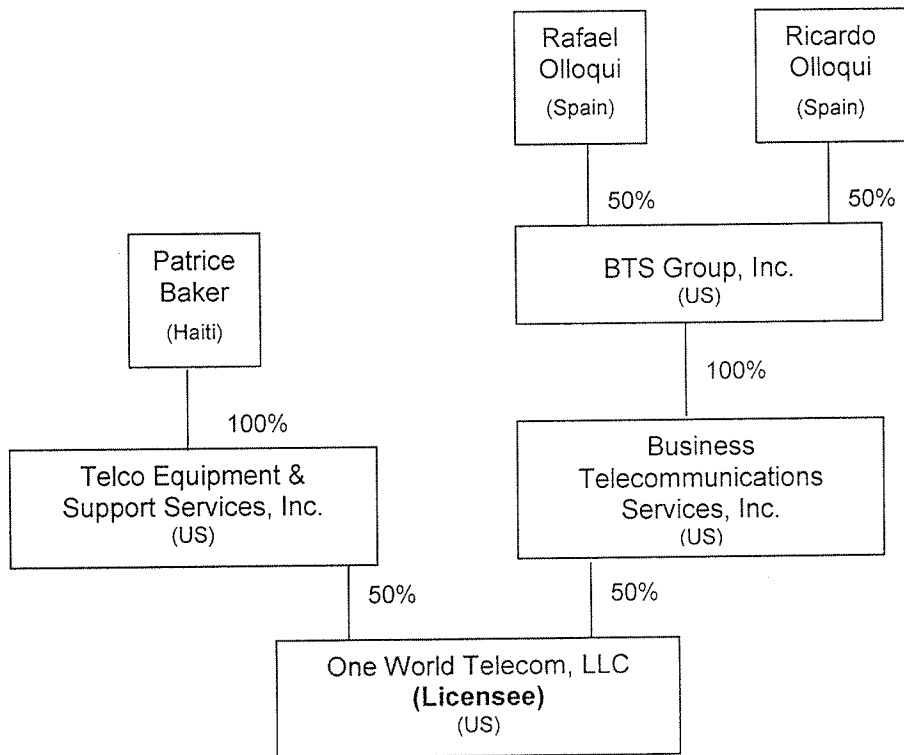 Rafael
Olloqui
(Spain)
Ricardo
Olloqui
(Spain)
50%
50%
BTS Group, Inc.
(US)
Patrice
Baker
(Haiti)
100%
100%
Telco Equipment &
Support Services, Inc.
(US)
Business
Telecommunications
Services, Inc.
(US)
50%
50%
One World Telecom, LLC
(Licensee)
(US)